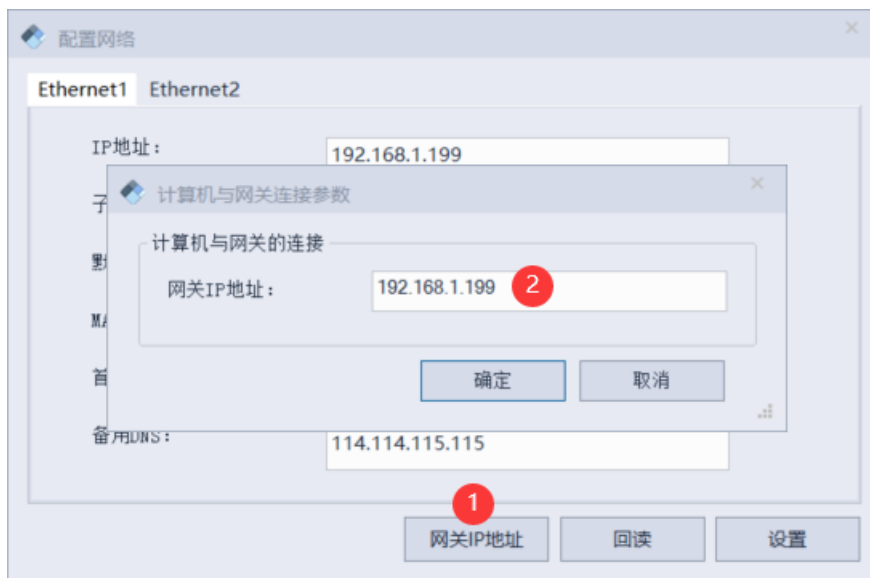 配置网络
Ethernet1 Ethernet2
IP地址: 192.168.1.199
子
计算机与网关连接参数
计算机与网关的连接
网关IP地址: 192.168.1.199 2
确定 取消
首
备用DNS: 114.114.115.115
1
网关IP地址 回读 设置